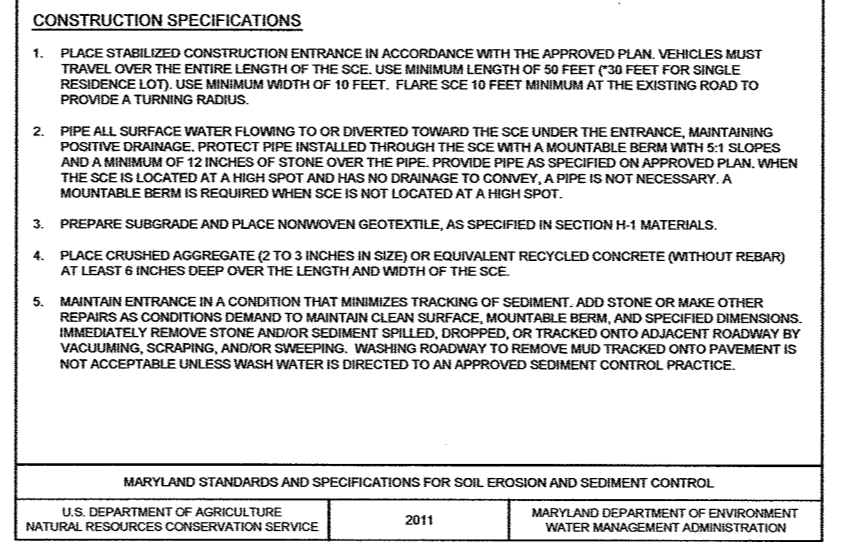 CONSTRUCTION SPECIFICATIONS
1. PLACE STABILIZED CONSTRUCTION ENTRANCE IN ACCORDANCE WITH THE APPROVED PLAN. VEHICLES MUST
TRAVEL OVER THE ENTIRE LENGTH OF THE SCE. USE MINIMUM LENGTH OF 50 FEET (*30 FEET FOR SINGLE
RESIDENCE LOT). USE MINIMUM WIDTH OF 10 FEET. FLARE SCE 10 FEET MINIMUM AT THE EXISTING ROAD TO
PROVIDE A TURNING RADIUS.
2. PIPE ALL SURFACE WATER FLOWING TO OR DIVERTED TOWARD THE SCE UNDER THE ENTRANCE, MAINTAINING
POSITIVE DRAINAGE. PROTECT PIPE INSTALLED THROUGH THE SCE WITH A MOUNTABLE BERM WITH 5:1 SLOPES
AND A MINIMUM OF 12 INCHES OF STONE OVER THE PIPE. PROVIDE PIPE AS SPECIFIED ON APPROVED PLAN. WHEN
THE SCE IS LOCATED AT A HIGH SPOT AND HAS NO DRAINAGE TO CONVEY, A PIPE IS NOT NECESSARY. A
MOUNTABLE BERM IS REQUIRED WHEN SCE IS NOT LOCATED AT A HIGH SPOT.
3. PREPARE SUBGRADE AND PLACE NONWOVEN GEOTEXTILE, AS SPECIFIED IN SECTION H-1 MATERIALS.
4. PLACE CRUSHED AGGREGATE (2 TO 3 INCHES IN SIZE) OR EQUIVALENT RECYCLED CONCRETE (WITHOUT REBAR)
AT LEAST 6 INCHES DEEP OVER THE LENGTH AND WIDTH OF THE SCE.
5. MAINTAIN ENTRANCE IN A CONDITION THAT MINIMIZES TRACKING OF SEDIMENT. ADD STONE OR MAKE OTHER
REPAIRS AS CONDITIONS DEMAND TO MAINTAIN CLEAN SURFACE, MOUNTABLE BERM, AND SPECIFIED DIMENSIONS.
IMMEDIATELY REMOVE STONE AND/OR SEDIMENT SPILLED, DROPPED, OR TRACKED ONTO ADJACENT ROADWAY BY
VACUUMING, SCRAPING, AND/OR SWEEPING. WASHING ROADWAY TO REMOVE MUD TRACKED ONTO PAVEMENT IS
NOT ACCEPTABLE UNLESS WASH WATER IS DIRECTED TO AN APPROVED SEDIMENT CONTROL PRACTICE.
MARYLAND STANDARDS AND SPECIFICATIONS FOR SOIL EROSION AND SEDIMENT CONTROL
U.S. DEPARTMENT OF AGRICULTURE
NATURAL RESOURCES CONSERVATION SERVICE
2011
MARYLAND DEPARTMENT OF ENVIRONMENT
WATER MANAGEMENT ADMINISTRATION